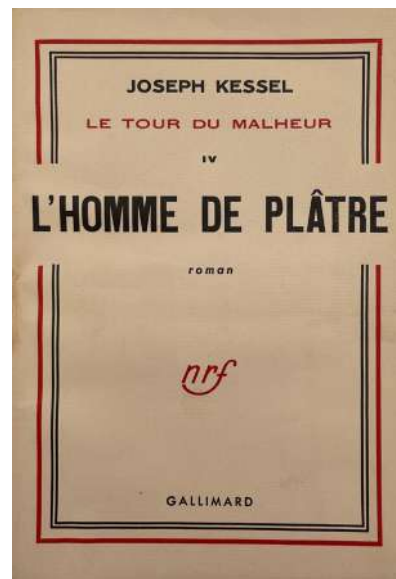 JOSEPH KESSEL
LE TOUR DU MALHEUR
IV
L'HOMME DE PLÂTRE
roman
nrf
GALLIMARD